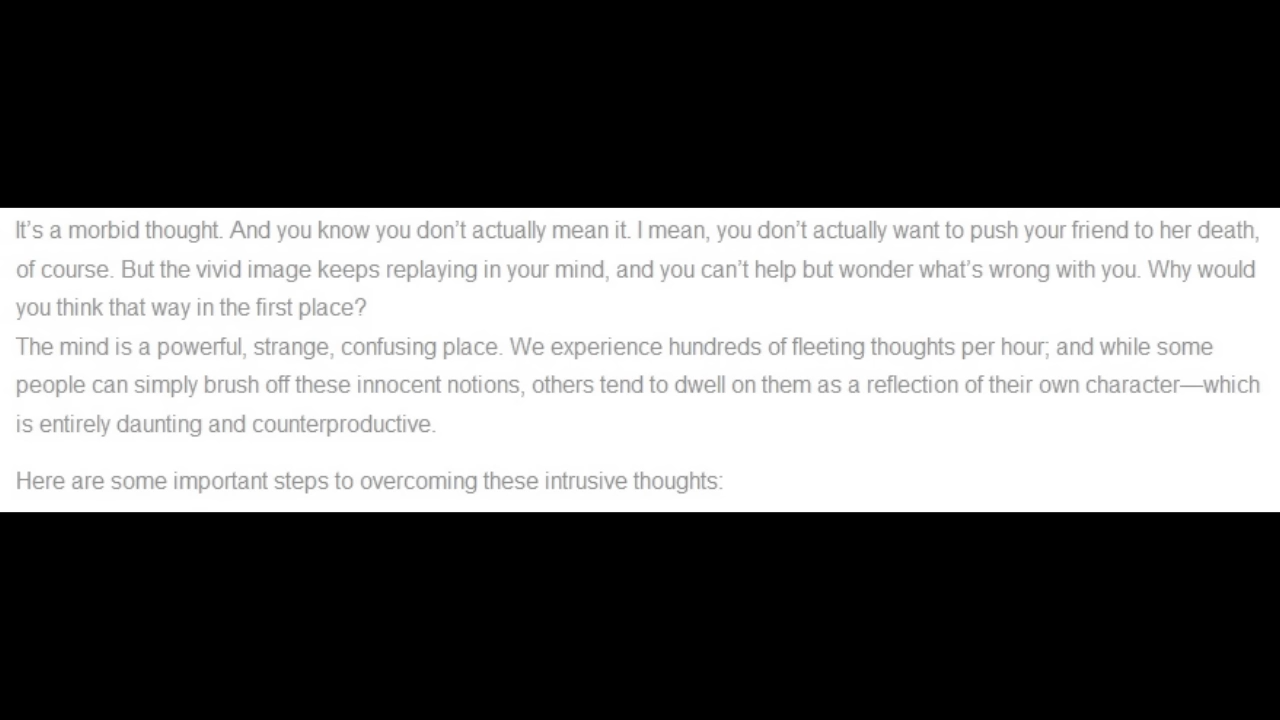 It’s a morbid thought. And you know you don’t actually mean it. I mean, you don’t actually want to push your friend to her death,
of course. But the vivid image keeps replaying in your mind, and you can’t help but wonder what’s wrong with you. Why would
you think that way in the first place?
The mind is a powerful, strange, confusing place. We experience hundreds of fleeting thoughts per hour; and while some
people can simply brush off these innocent notions, others tend to dwell on them as a reflection of their own character—which
is entirely daunting and counterproductive.
Here are some important steps to overcoming these intrusive thoughts: